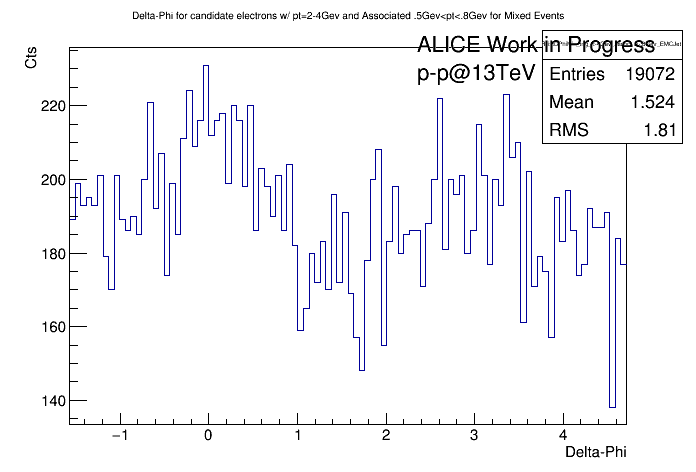 Delta-Phi for candidate electrons w/ pt=2-4Gev and Associated .5Gev<pt<.8Gev for Mixed Events
Cts
ALICE Work in Progress
p-p@13TeV
Entries 19072
Mean 1.524
RMS 1.81
220
200
180
160
140
−1 0 1 2 3 4
Delta-Phi